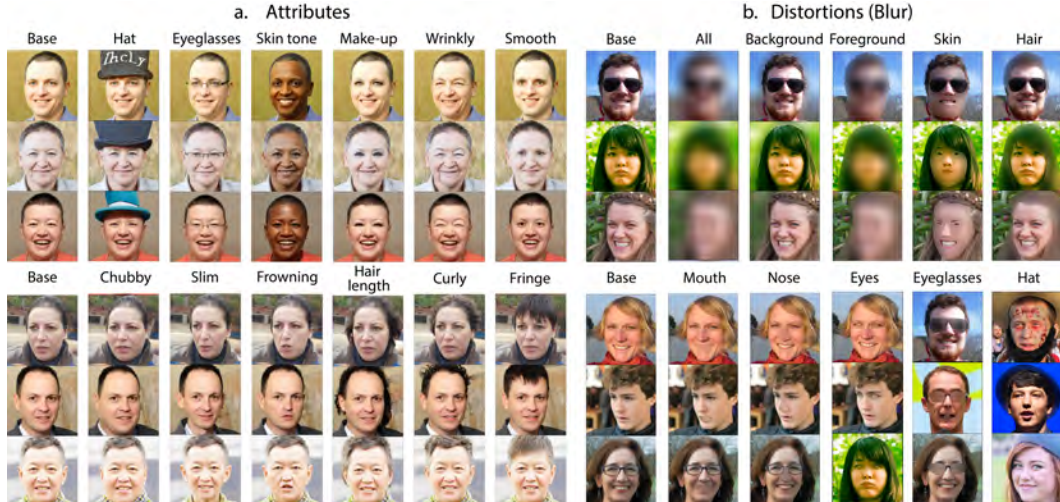 a. Attributes
b. Distortions (Blur)
Base Hat Eyeglasses Skin tone Make-up Wrinkly Smooth
Base All Background Foreground Skin Hair
Base Chubby Slim Frowning Hair length Curly Fringe
Base Mouth Nose Eyes Eyeglasses Hat